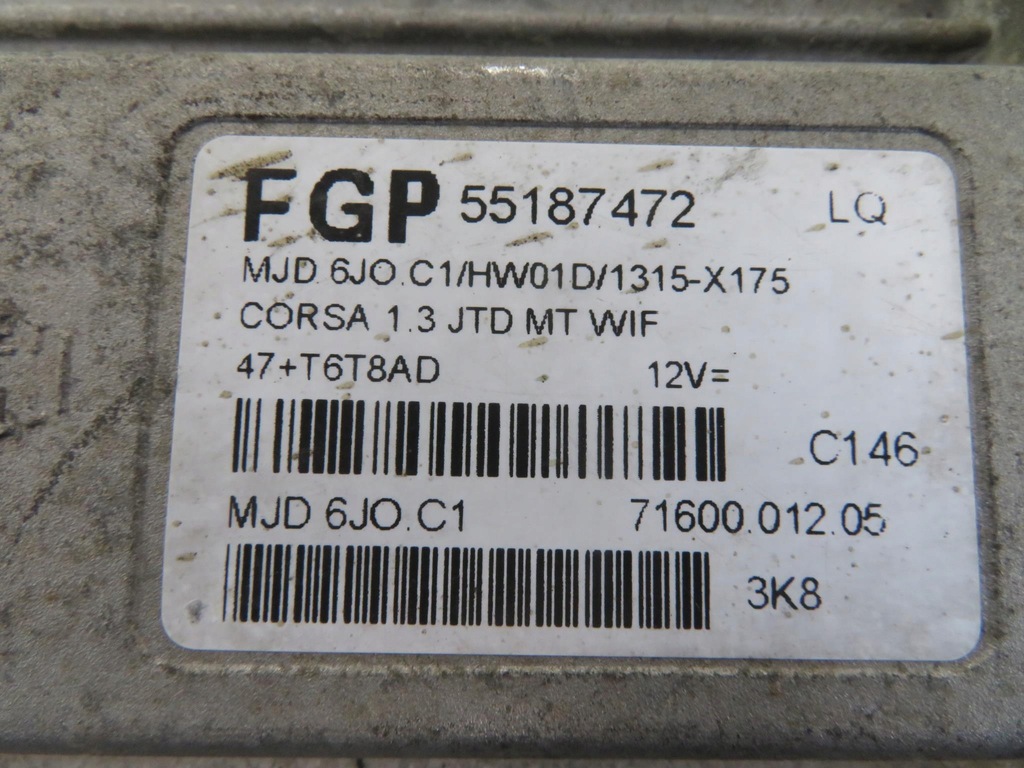 FGP 55187472 LQ
MJD 6JO.C1/HW01D/1315-X175
CORSA 1.3 JTD MT WIF
47+T6T8AD 12V=
C146
MJD 6JO.C1 71600.012.05
3K8